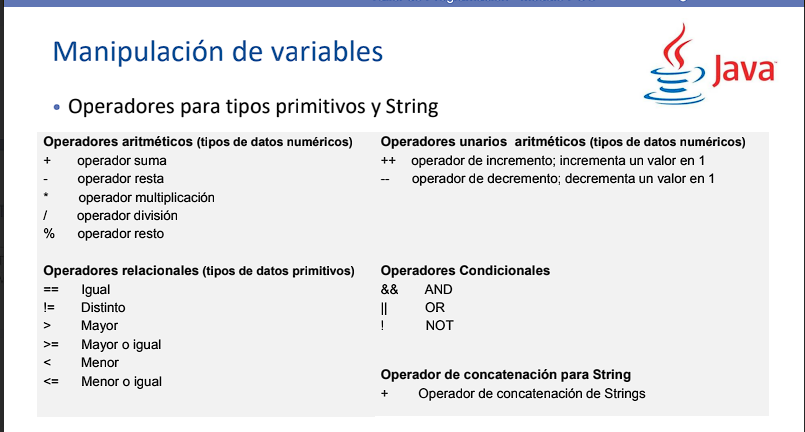 Manipulación de variables
Java
• Operadores para tipos primitivos y String
Operadores aritméticos (tipos de datos numéricos)
+ operador suma
- operador resta
* operador multiplicación
/ operador división
% operador resto
Operadores unarios aritméticos (tipos de datos numéricos)
++ operador de incremento; incrementa un valor en 1
-- operador de decremento; decrementa un valor en 1
Operadores relacionales (tipos de datos primitivos)
== Igual
!= Distinto
> Mayor
>= Mayor o igual
< Menor
<= Menor o igual
Operadores Condicionales
&& AND
|| OR
! NOT
Operador de concatenación para String
+ Operador de concatenación de Strings